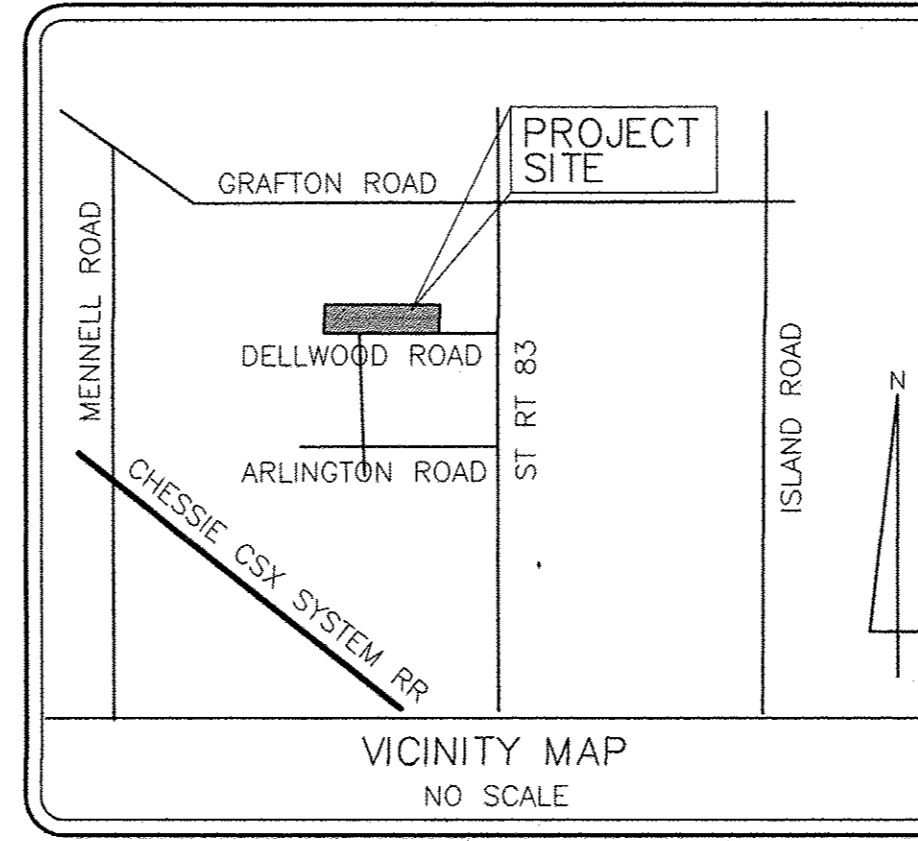 PROJECT
SITE
GRAFTON ROAD
MENNELL ROAD
DELLWOOD ROAD
ST RT 83
ISLAND ROAD
N
ARLINGTON ROAD
CHESSIE CSX SYSTEM RR
VICINITY MAP
NO SCALE